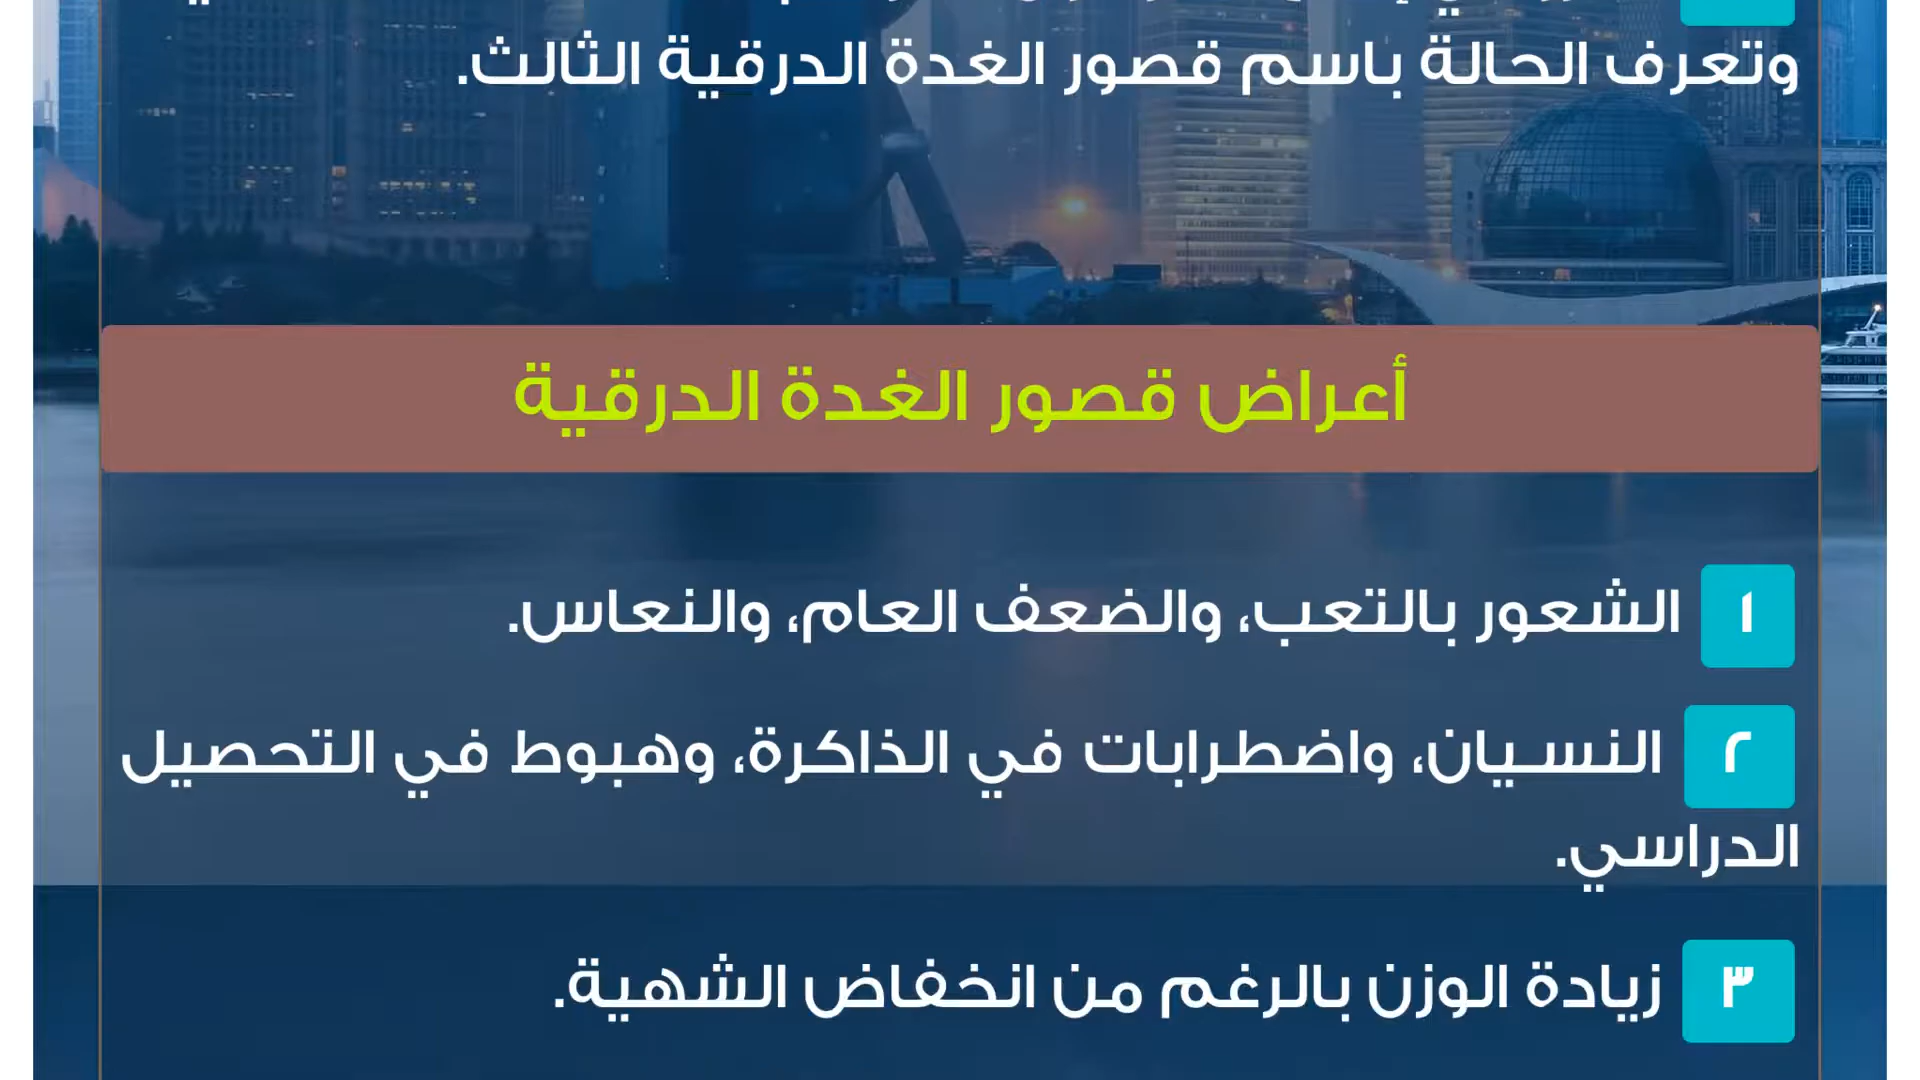 وتعرف الحالة باسم قصور الغدة الدرقية الثالث.
أعراض قصور الغدة الدرقية
١ الشعور بالتعب، والضعف العام، والنعاس.
٢ النسيان، واضطرابات في الذاكرة، وهبوط في التحصيل
الدراسي.
٣ زيادة الوزن بالرغم من انخفاض الشهية.